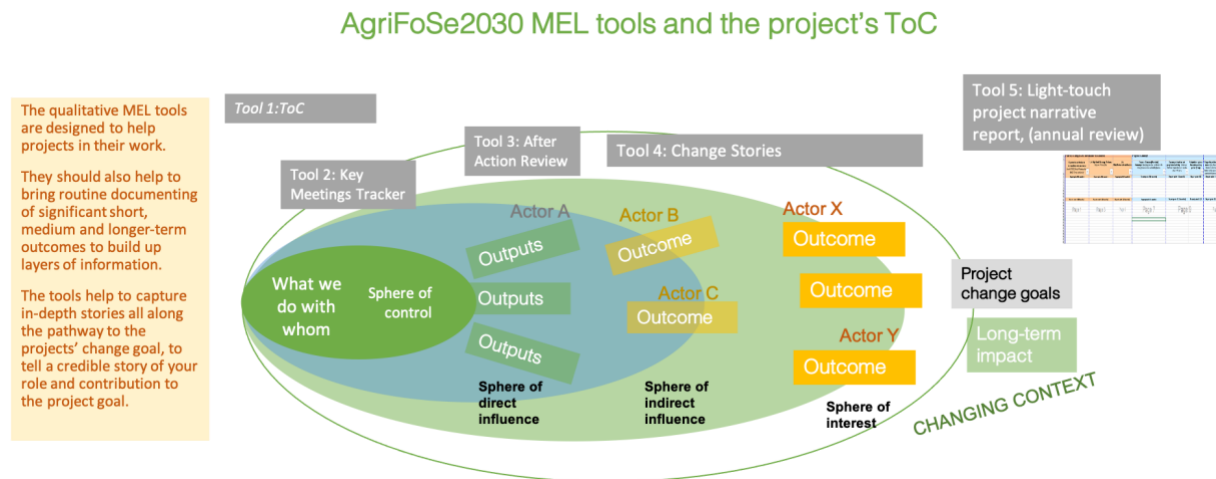 AgriFoSe2030 MEL tools and the project's ToC
The qualitative MEL tools
are designed to help
projects in their work.
They should also help to
bring routine documenting
of significant short,
medium and longer-term
outcomes to build up
layers of information.
The tools help to capture
in-depth stories all along
the pathway to the
projects' change goal, to
tell a credible story of your
role and contribution to
the project goal.
Tool 1:ToC
Tool 2: Key
Meetings Tracker
Tool 3: After
Action Review
Tool 4: Change Stories
Tool 5: Light-touch
project narrative
report, (annual review)
What we
do with
whom
Sphere of
control
Actor A
Outputs
Outputs
Outputs
Sphere of
direct
influence
Actor B
Outcome
Actor C
Outcome
Sphere of
indirect
influence
Actor X
Outcome
Outcome
Actor Y
Outcome
Sphere of
interest
Project
change goals
Long-term
impact
CHANGING CONTEXT